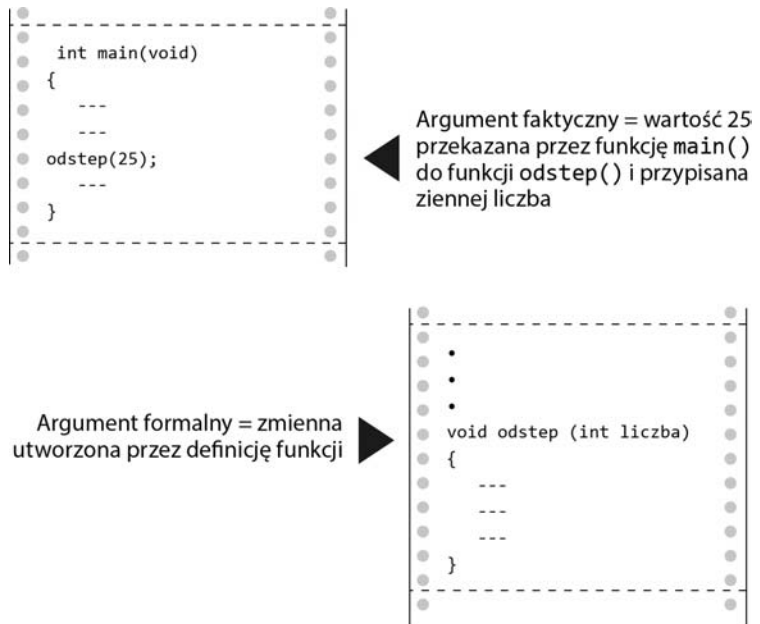 int main(void)
{
---
---
odstep(25);
---
}
Argument faktyczny = wartość 25
przekazana przez funkcję main()
do funkcji odstep() i przypisana
ziennej liczba
Argument formalny = zmienna
utworzona przez definicję funkcji
•
•
•
void odstep (int liczba)
{
---
---
---
}